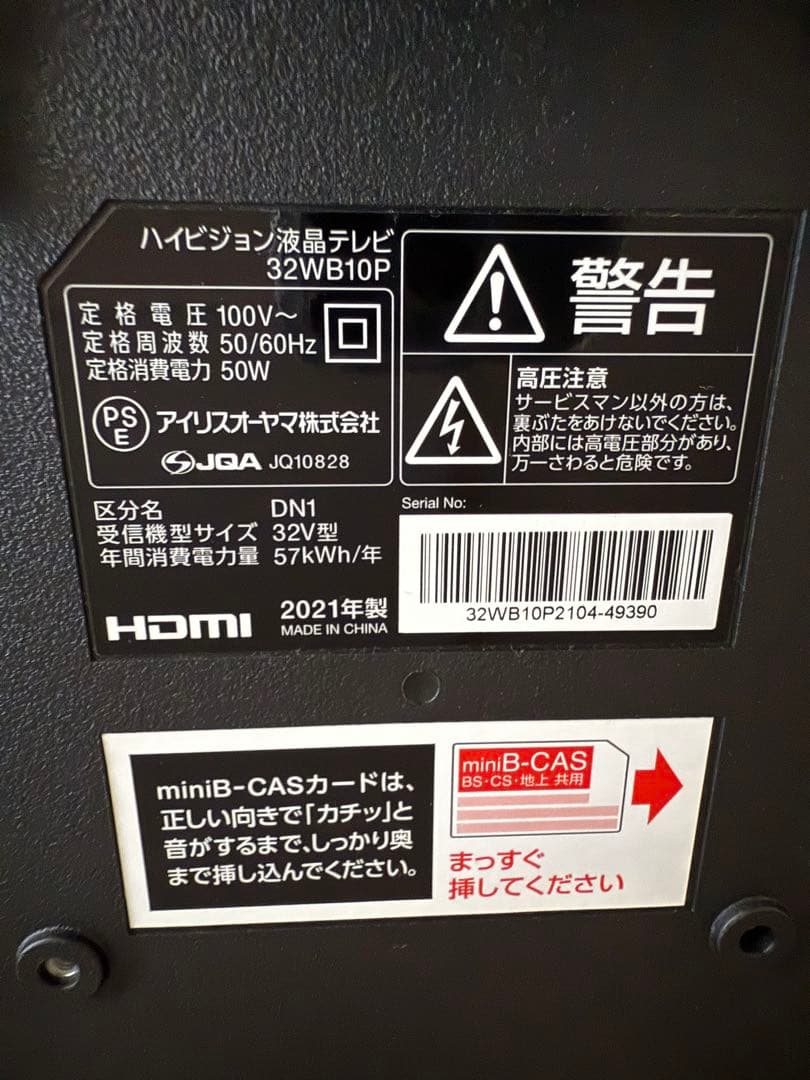 ハイビジョン液晶テレビ
32WB10P
定格電圧 100V～
定格周波数 50/60Hz
定格消費電力 50W
PS
E
アイリスオーヤマ株式会社
JQA JQ10828
区分名 DN1
受信機型サイズ 32V型
年間消費電力量 57kWh/年
HDMI
2021年製
MADE IN CHINA
警告
高圧注意
サービスマン以外の方は、
裏ぶたをあけないでください。
内部には高電圧部分があり、
万一さわると危険です。
Serial No:
32WB10P2104-49390
miniB-CASカードは、
正しい向きで「カチッ」と
音がするまで、しっかり奥
まで挿し込んでください。
miniB-CAS
BS・CS・地上 共用
まっすぐ
挿してください